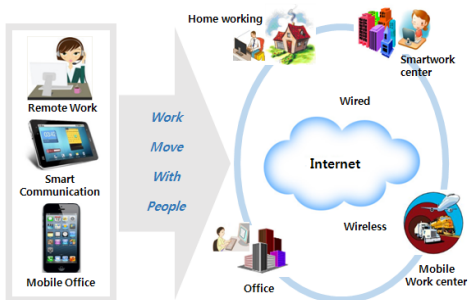 Remote Work
Smart
Communication
Mobile Office
Work
Move
With
People
Home working
Smartwork
center
Wired
Internet
Wireless
Office
Mobile
Work center